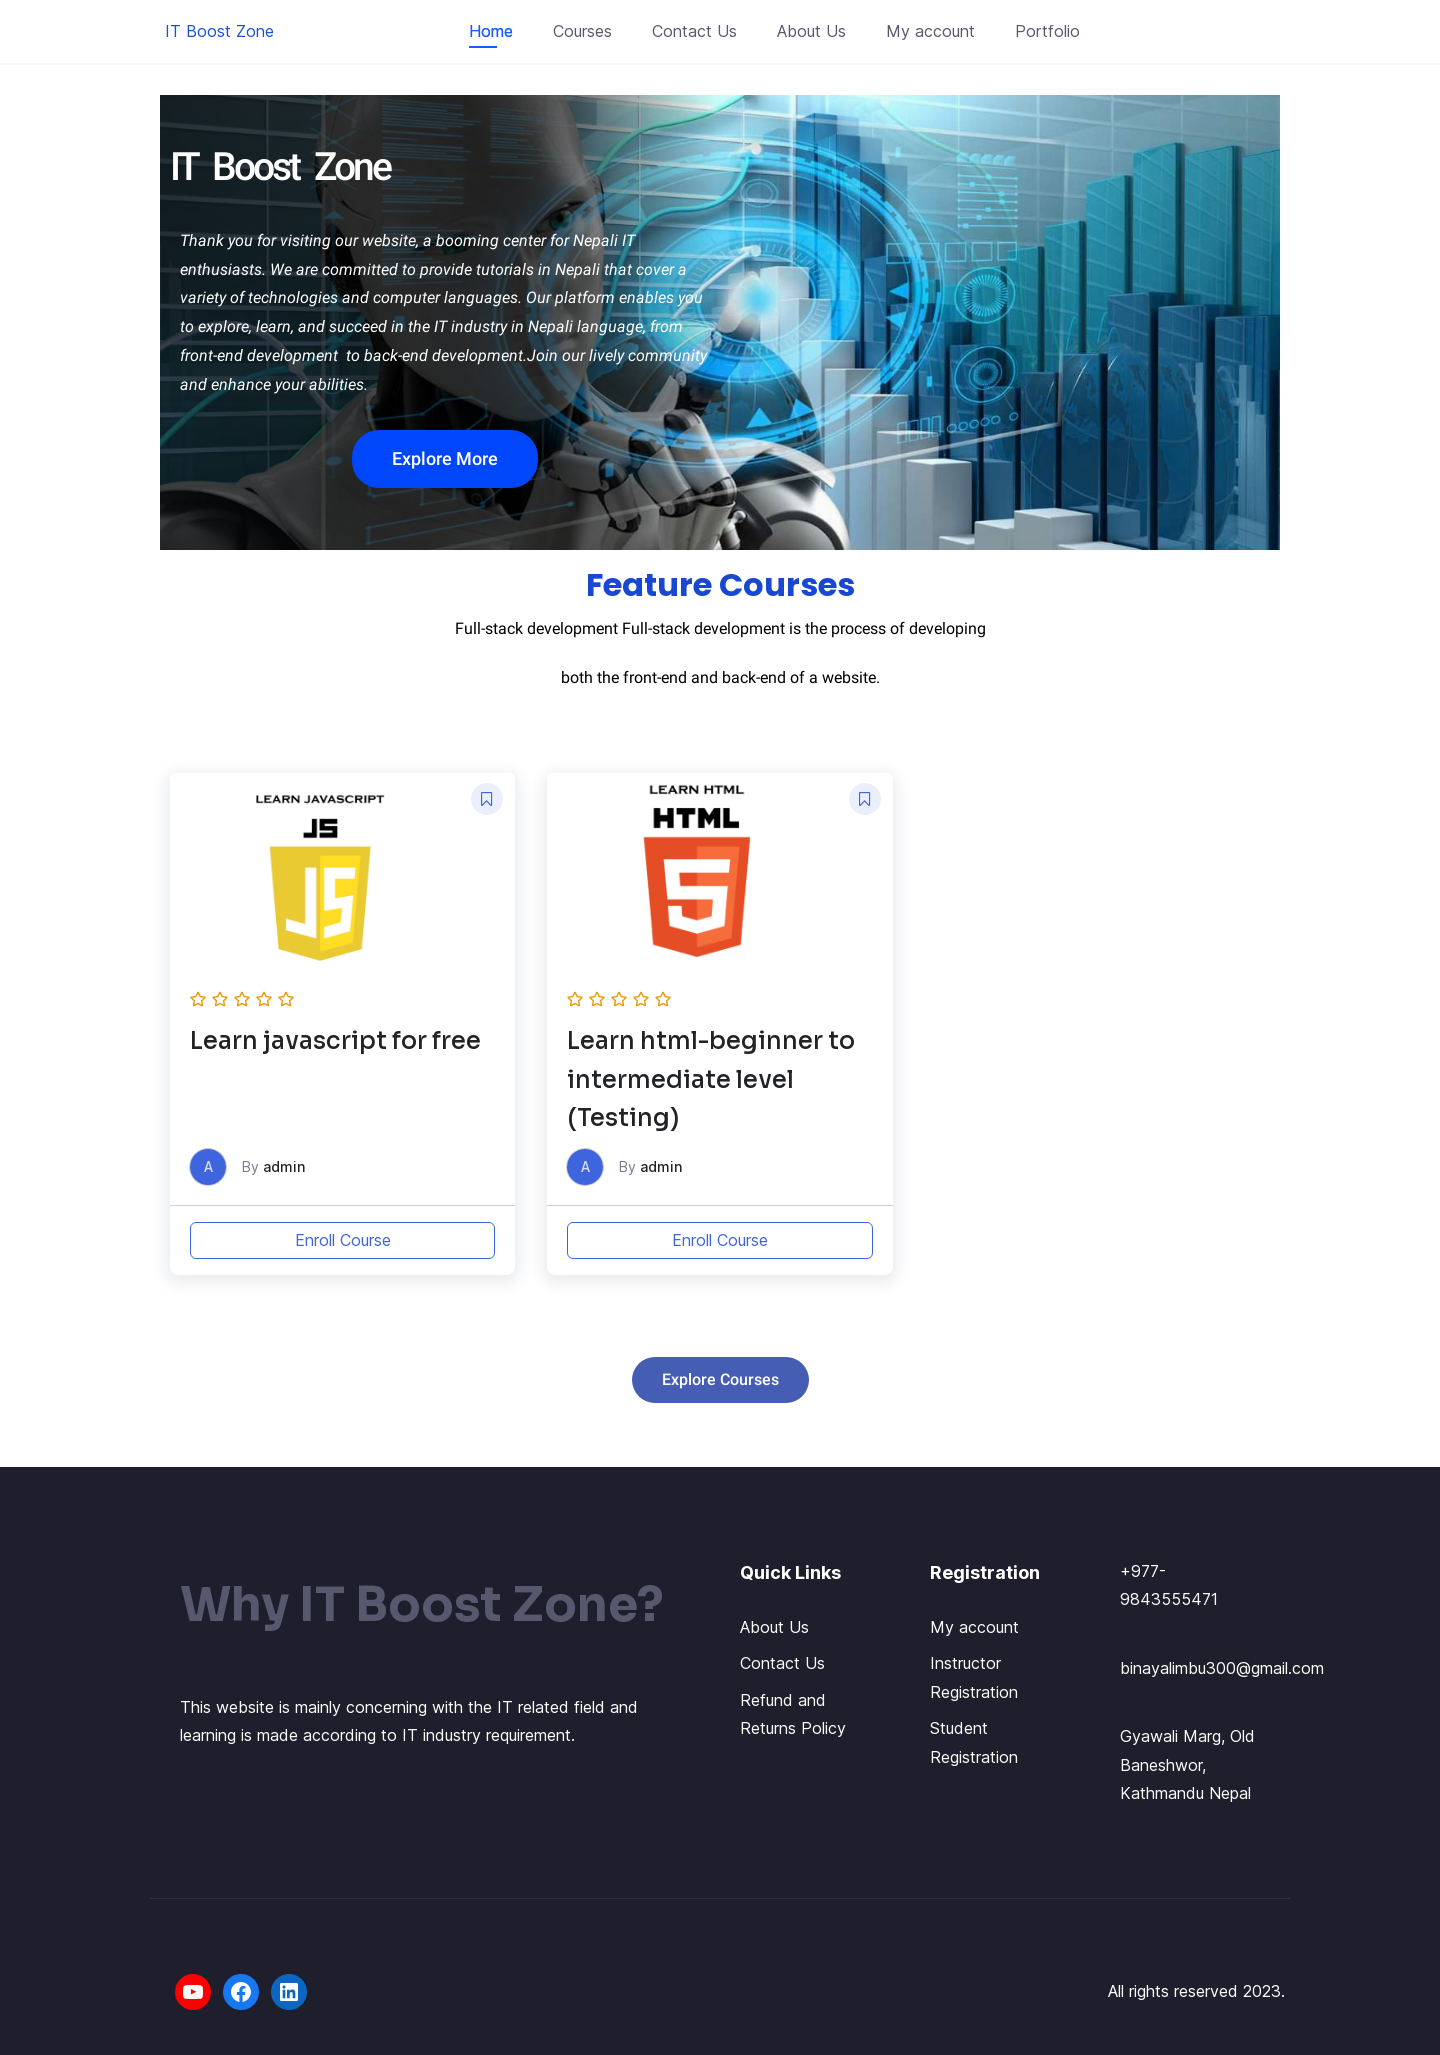 IT Boost Zone
Home
Courses
Contact Us
About Us
My account
Portfolio
IT Boost Zone
Thank you for visiting our website, a booming center for Nepali IT
enthusiasts. We are committed to provide tutorials in Nepali that cover a
variety of technologies and computer languages. Our platform enables you
to explore, learn, and succeed in the IT industry in Nepali language, from
front-end development  to back-end development.Join our lively community
and enhance your abilities.
Explore More
Feature Courses
Full-stack development Full-stack development is the process of developing
both the front-end and back-end of a website.
LEARN JAVASCRIPT
JS
JS
Learn javascript for free
A
By admin
Enroll Course
LEARN HTML
HTML
5
Learn html-beginner to
intermediate level
(Testing)
A
By admin
Enroll Course
Explore Courses
Why IT Boost Zone?
This website is mainly concerning with the IT related field and
learning is made according to IT industry requirement.
Quick Links
About Us
Contact Us
Refund and
Returns Policy
Registration
My account
Instructor
Registration
Student
Registration
+977-
9843555471
binayalimbu300@gmail.com
Gyawali Marg, Old
Baneshwor,
Kathmandu Nepal
All rights reserved 2023.